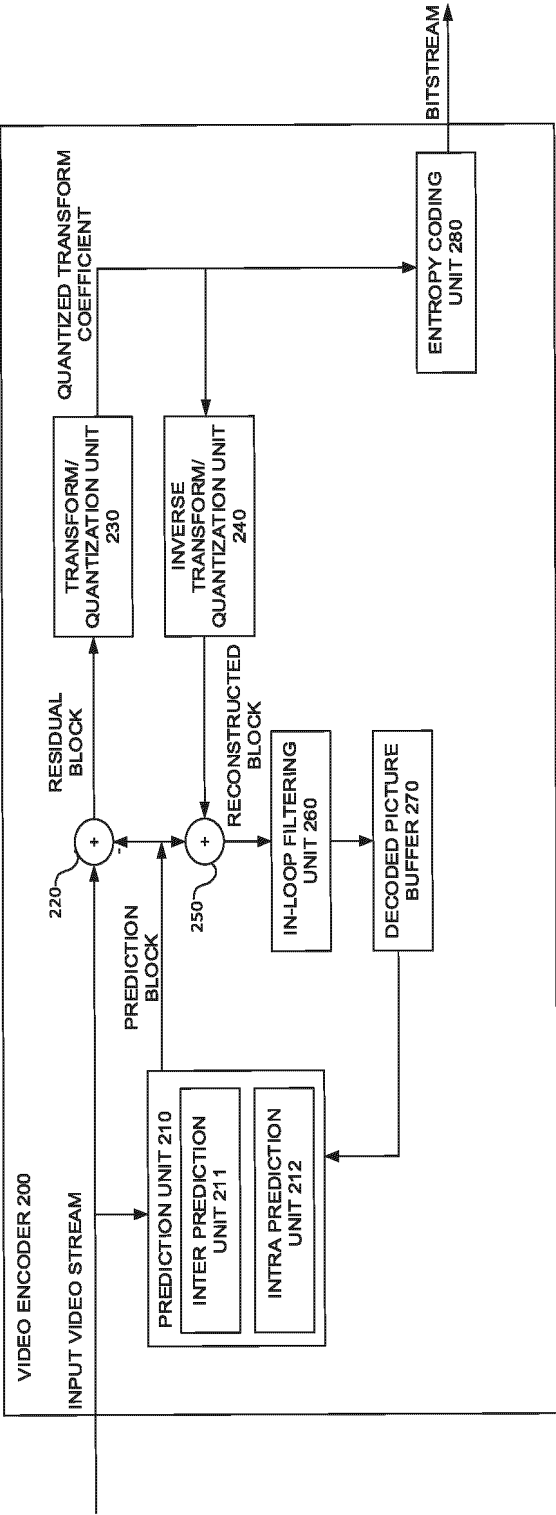 VIDEO ENCODER 200
INPUT VIDEO STREAM
PREDICTION UNIT 210
INTER PREDICTION
UNIT 211
INTRA PREDICTION
UNIT 212
PREDICTION
BLOCK
220
+
-
RESIDUAL
BLOCK
TRANSFORM/
QUANTIZATION UNIT
230
QUANTIZED TRANSFORM
COEFFICIENT
INVERSE
TRANSFORM/
QUANTIZATION UNIT
240
250
+
RECONSTRUCTED
BLOCK
IN-LOOP FILTERING
UNIT 260
DECODED PICTURE
BUFFER 270
ENTROPY CODING
UNIT 280
BITSTREAM